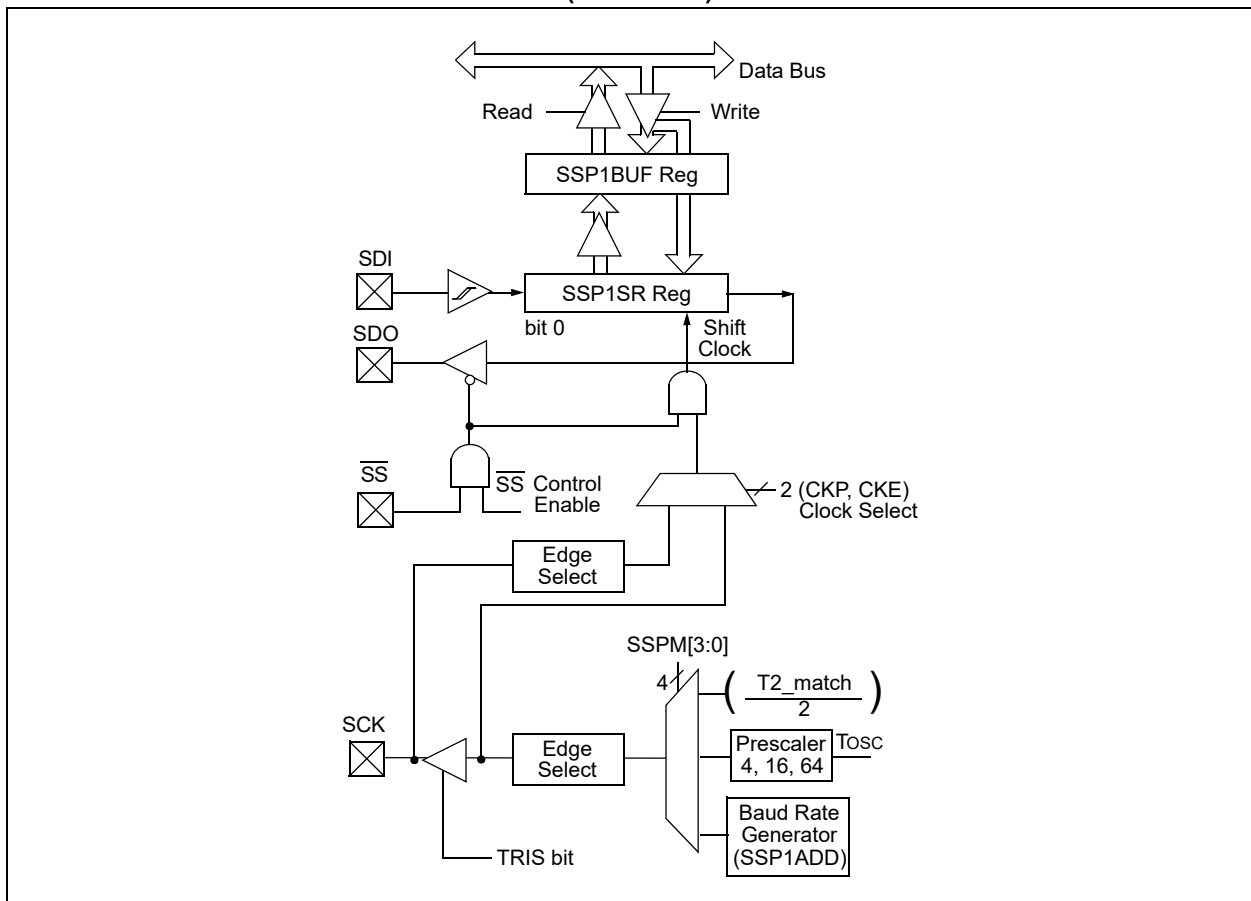 Data Bus
Read
Write
SSP1BUF Reg
SDI
SSP1SR Reg
bit 0
Shift
Clock
SDO
SS
SS Control
Enable
2 (CKP, CKE)
Clock Select
Edge
Select
SSPM[3:0]
4
( T2_match )
2
SCK
Edge
Select
Prescaler
4, 16, 64
TOSC
Baud Rate
Generator
(SSP1ADD)
TRIS bit